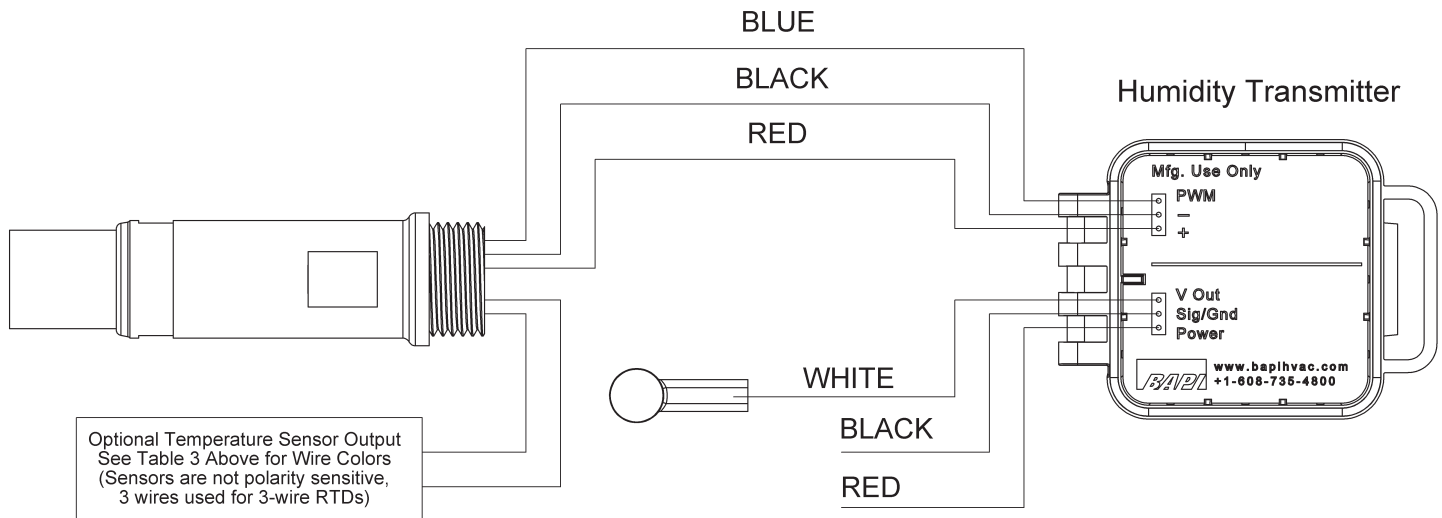 BLUE
BLACK
RED
Humidity Transmitter
Mfg. Use Only
PWM
–
+
V Out
Sig/Gnd
Power
BAPI
www.bapihvac.com
+1-608-735-4800
WHITE
BLACK
RED
Optional Temperature Sensor Output
See Table 3 Above for Wire Colors
(Sensors are not polarity sensitive,
3 wires used for 3-wire RTDs)